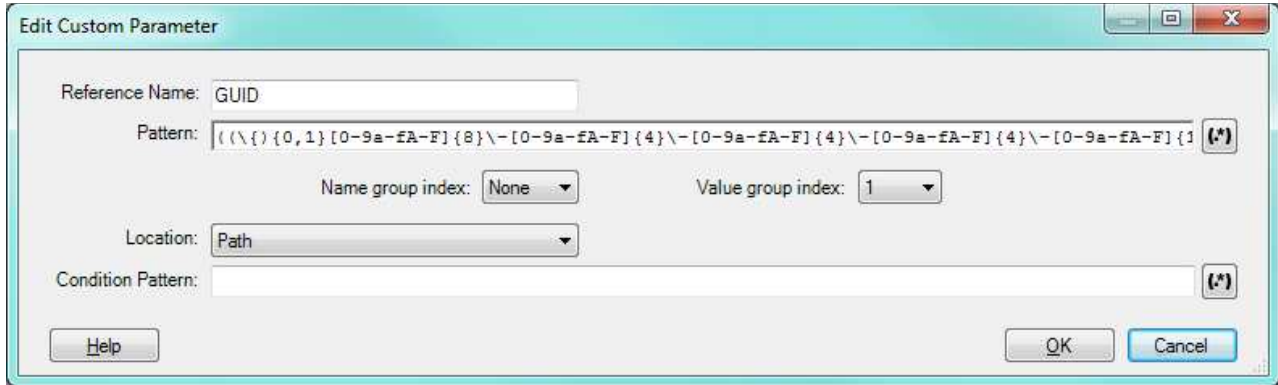 Edit Custom Parameter
Reference Name: GUID
Pattern: ((\{){0,1}[0-9a-fA-F]{8}\-[0-9a-fA-F]{4}\-[0-9a-fA-F]{4}\-[0-9a-fA-F]{4}\-[0-9a-fA-F]{1 (.*)
Name group index: None Value group index: 1
Location: Path
Condition Pattern: (.*)
Help OK Cancel